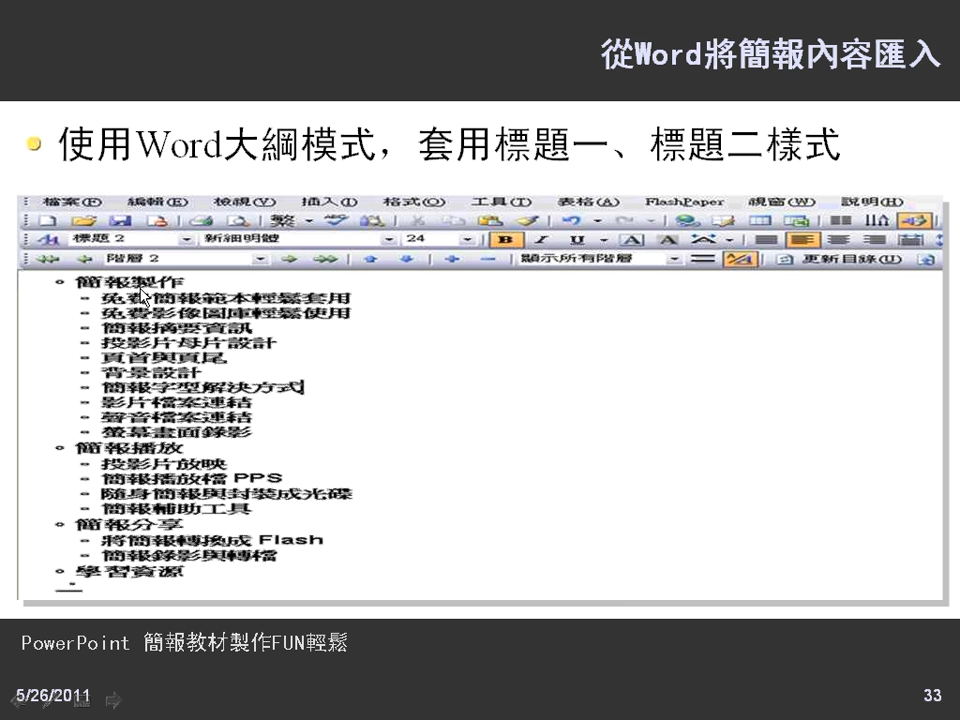 從Word將簡報內容匯入
使用Word大綱模式，套用標題一、標題二樣式
檔案(F) 編輯(E) 檢視(V) 插入(I) 格式(O) 工具(T) 表格(A) FlashPaper 視窗(W) 說明(H)
標題 2 新細明體 24 B I U A A
階層 2 顯示所有階層 更新目錄(U)
簡報製作
免費簡報範本輕鬆套用
免費影像圖庫輕鬆使用
簡報摘要資訊
投影片母片設計
頁首與頁尾
背景設計
簡報字型解決方式
影片檔案連結
聲音檔案連結
螢幕畫面錄影
簡報播放
投影片放映
簡報播放檔 PPS
隨身簡報與封裝成光碟
簡報輔助工具
簡報分享
將簡報轉換成 Flash
簡報錄影與轉檔
學習資源
PowerPoint 簡報教材製作FUN輕鬆
5/26/2011
33